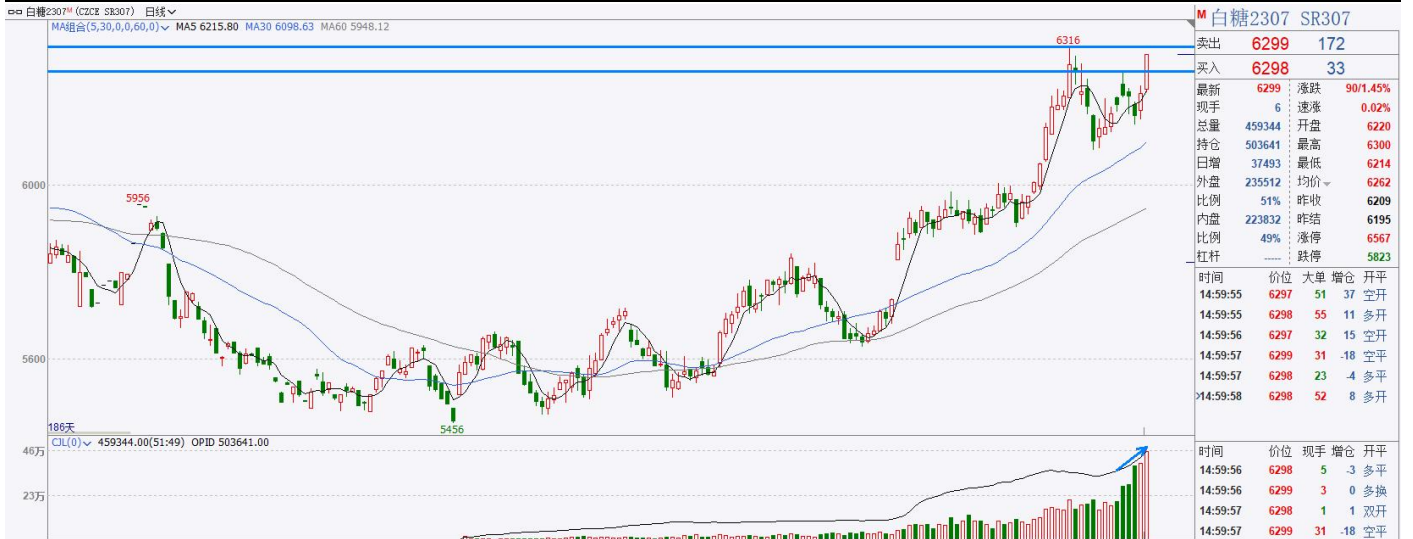 白糖2307M (CZCE SR307) 日线
MA组合(5,30,0,0,60,0) MA5 6215.80 MA30 6098.63 MA60 5948.12
6316
6000
5956
5600
5456
186天
CJL(0) 459344.00(51:49) OPID 503641.00
46万
23万
M 白糖2307 SR307
卖出 6299 172
买入 6298 33
最新 6299 涨跌 90/1.45%
现手 6 速涨 0.02%
总量 459344 开盘 6220
持仓 503641 最高 6300
日增 37493 最低 6214
外盘 235512 均价 6262
比例 51% 昨收 6209
内盘 223832 昨结 6195
比例 49% 涨停 6567
杠杆 ----- 跌停 5823
时间 价位 大单 增仓 开平
14:59:55 6297 51 37 空开
14:59:55 6298 55 11 多开
14:59:56 6297 32 15 空开
14:59:57 6299 31 -18 空平
14:59:57 6298 23 -4 多平
14:59:58 6298 52 8 多开
时间 价位 现手 增仓 开平
14:59:56 6298 5 -3 多平
14:59:56 6299 3 0 多换
14:59:57 6298 1 1 双开
14:59:57 6299 31 -18 空平